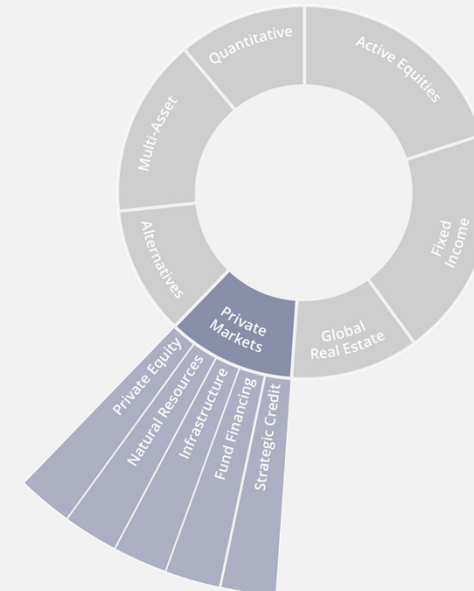 Quantitative
Active Equities
Multi-Asset
Fixed
Income
Alternatives
Private
Markets
Global
Real Estate
Private Equity
Natural Resources
Infrastructure
Fund Financing
Strategic Credit